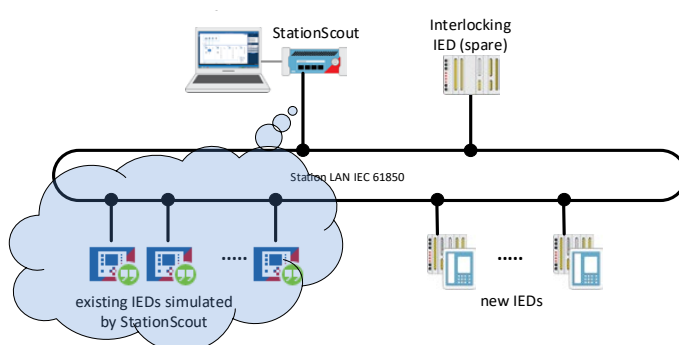 StationScout
Interlocking
IED (spare)
Station LAN IEC 61850
.....
.....
existing IEDs simulated
by StationScout
new IEDs